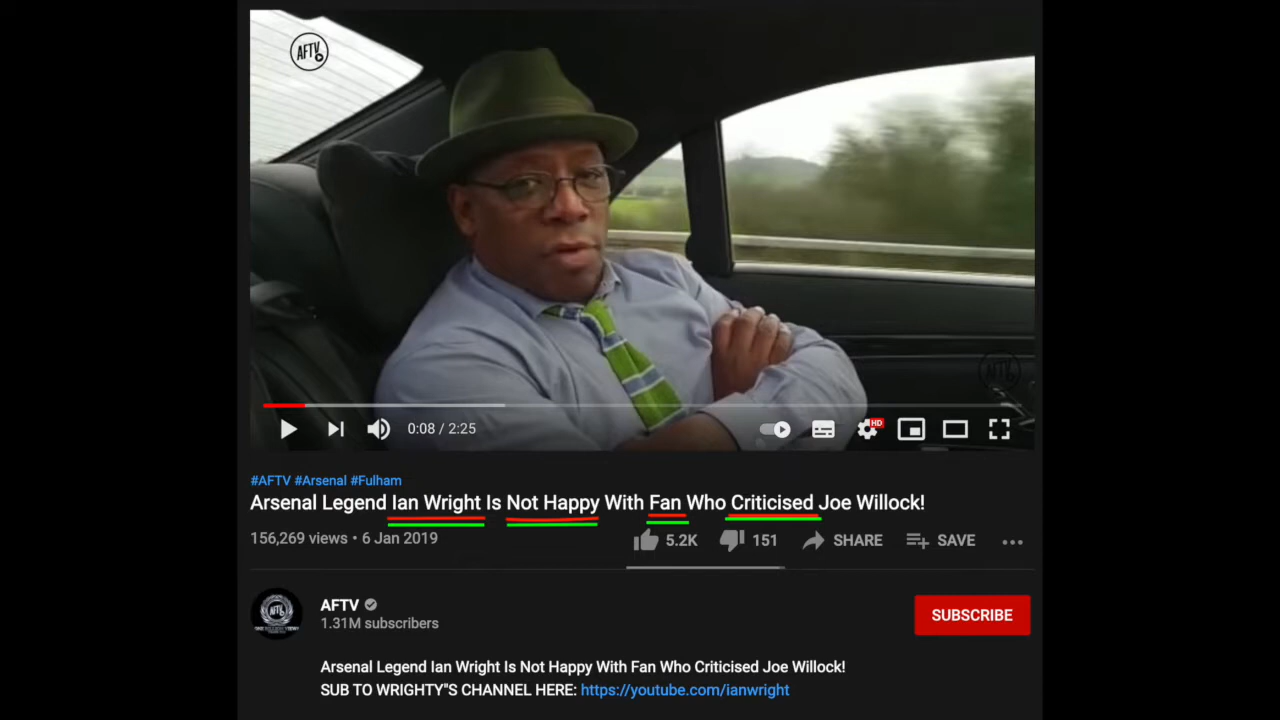 AFTV
0:08 / 2:25
HD
#AFTV #Arsenal #Fulham
Arsenal Legend Ian Wright Is Not Happy With Fan Who Criticised Joe Willock!
156,269 views • 6 Jan 2019
5.2K 151 SHARE SAVE
AFTV
1.31M subscribers
SUBSCRIBE
Arsenal Legend Ian Wright Is Not Happy With Fan Who Criticised Joe Willock!
SUB TO WRIGHTY"S CHANNEL HERE: https://youtube.com/ianwright